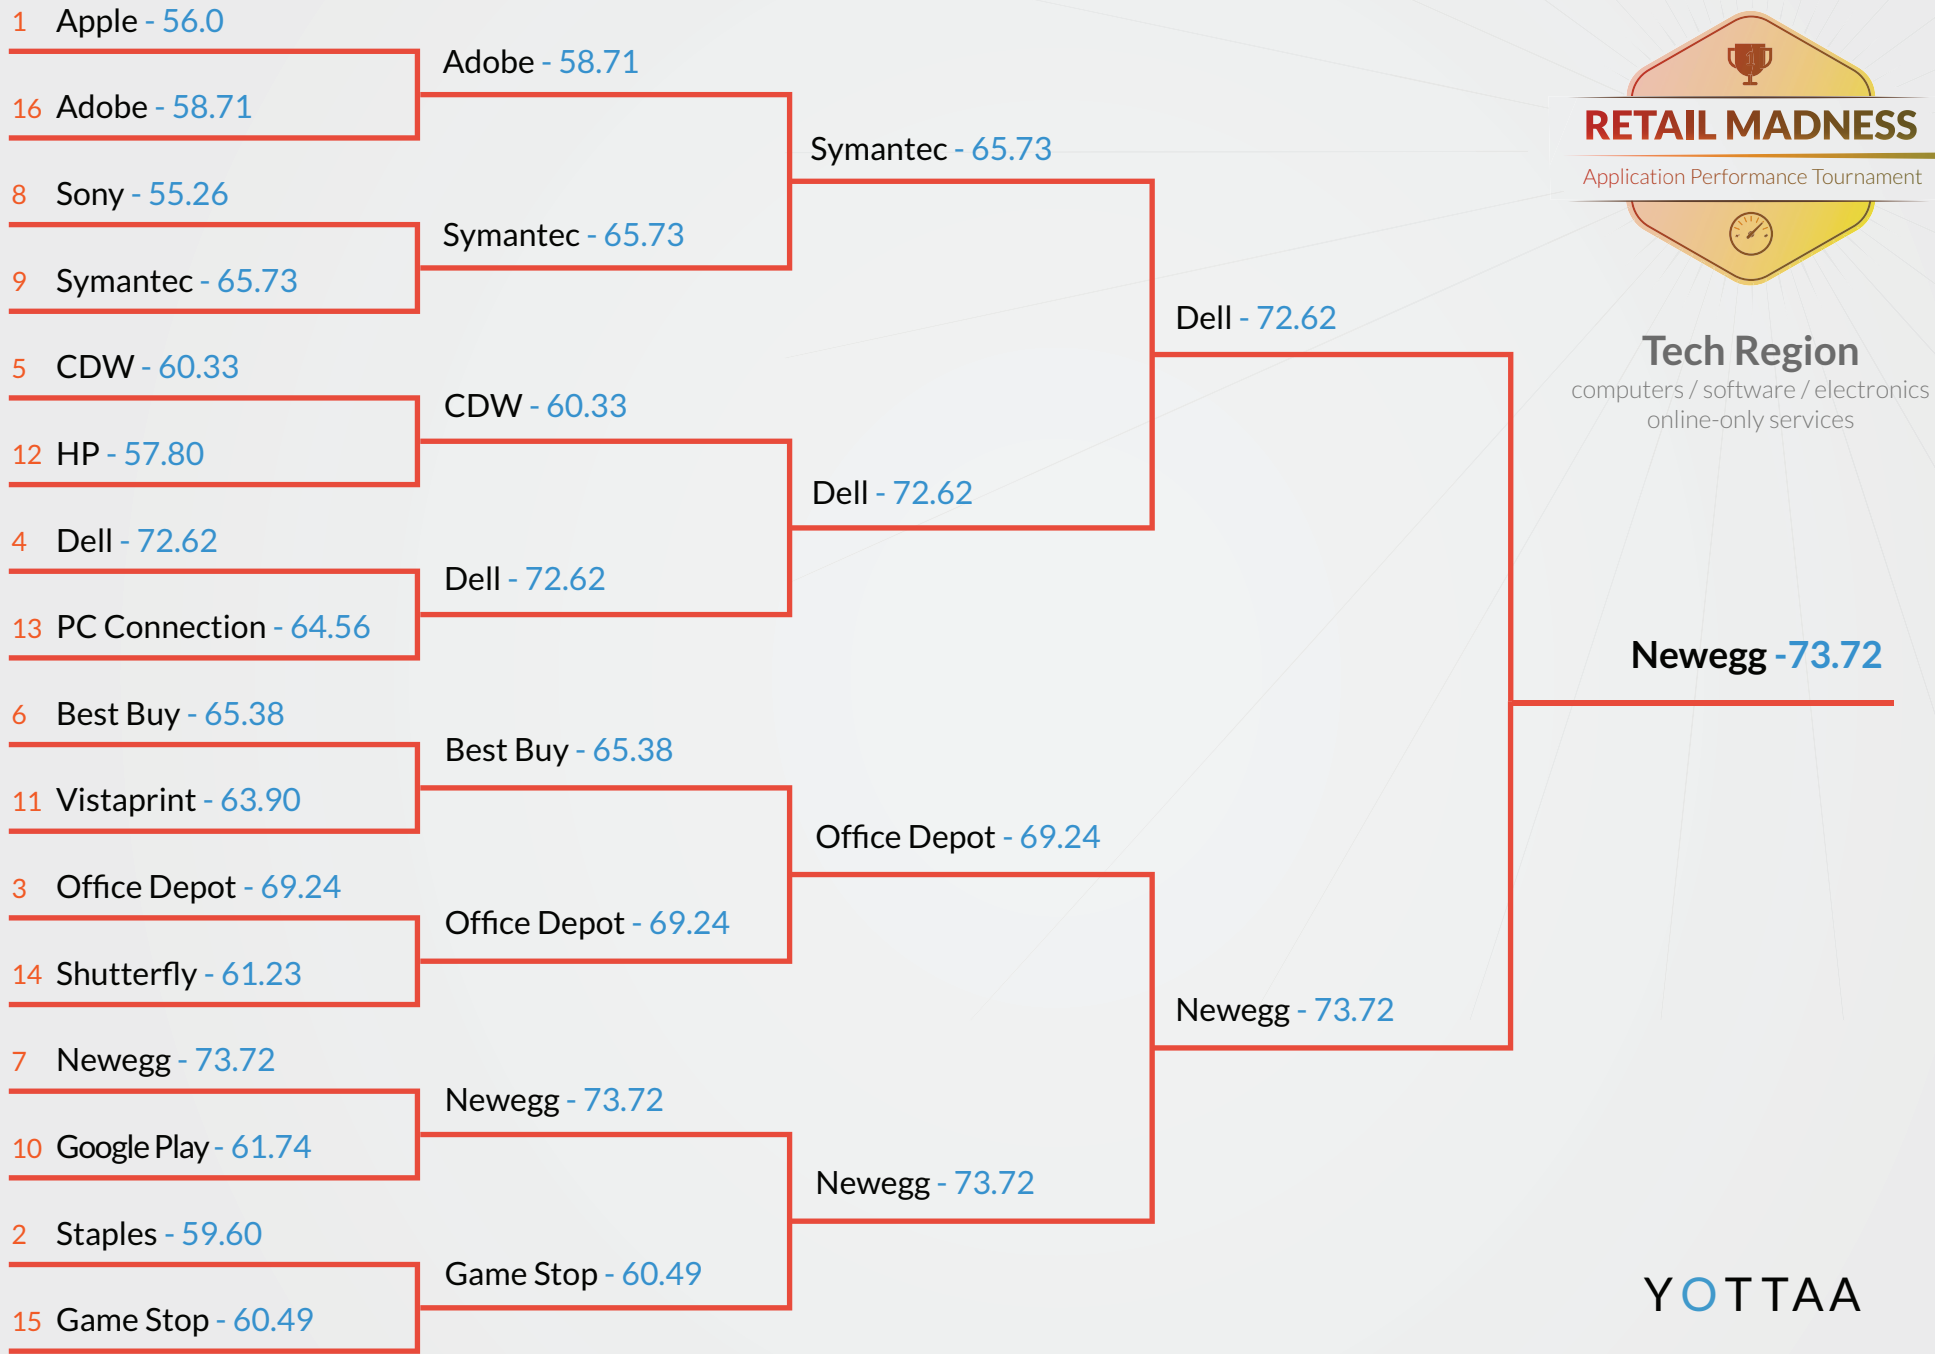 1 Apple - 56.0
16 Adobe - 58.71
8 Sony - 55.26
9 Symantec - 65.73
5 CDW - 60.33
12 HP - 57.80
4 Dell - 72.62
13 PC Connection - 64.56
6 Best Buy - 65.38
11 Vistaprint - 63.90
3 Office Depot - 69.24
14 Shutterfly - 61.23
7 Newegg - 73.72
10 Google Play - 61.74
2 Staples - 59.60
15 Game Stop - 60.49
Adobe - 58.71
Symantec - 65.73
CDW - 60.33
Dell - 72.62
Best Buy - 65.38
Office Depot - 69.24
Newegg - 73.72
Game Stop - 60.49
Symantec - 65.73
Dell - 72.62
Office Depot - 69.24
Newegg - 73.72
Dell - 72.62
Newegg - 73.72
Newegg -73.72
1
RETAIL MADNESS
Application Performance Tournament
Tech Region
computers / software / electronics
online-only services
YOTTAA